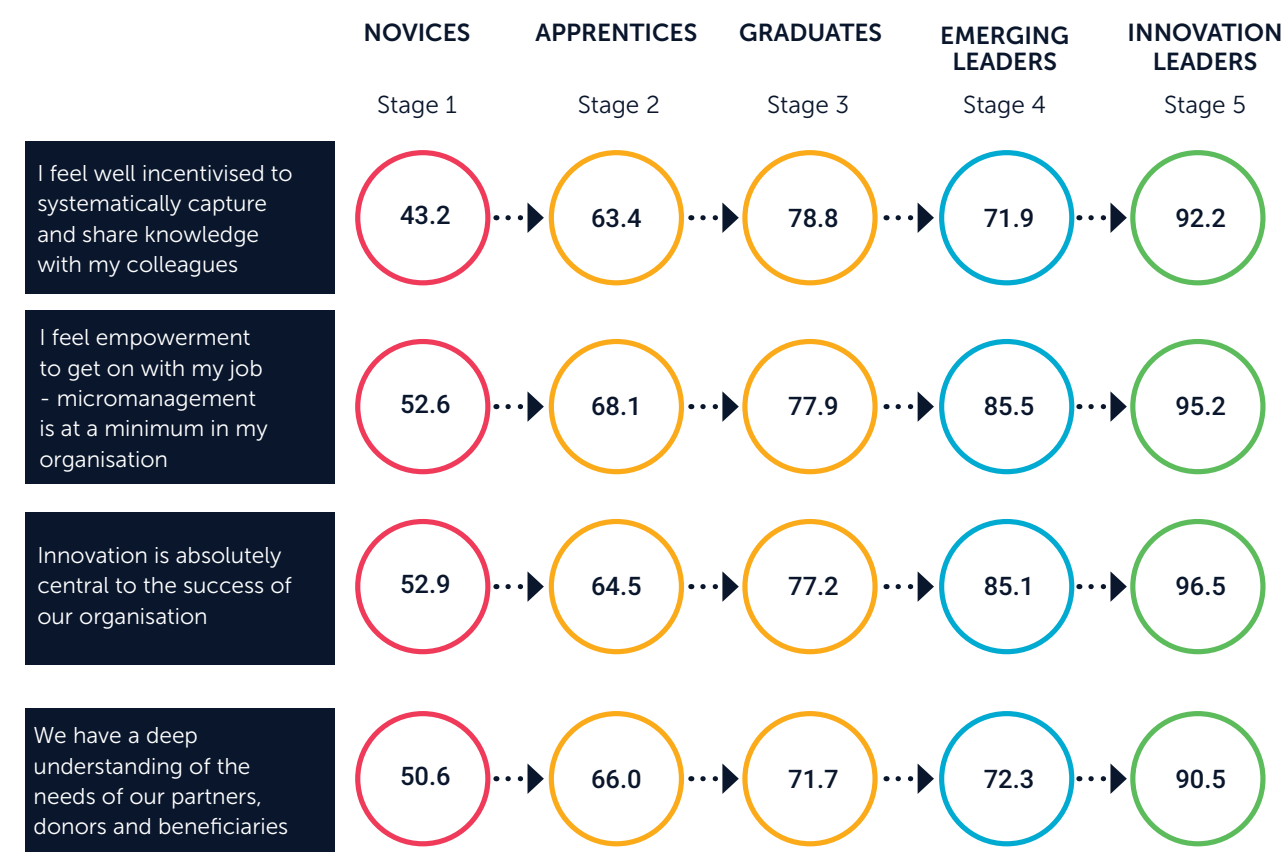 NOVICES
APPRENTICES
GRADUATES
EMERGING
LEADERS
INNOVATION
LEADERS
Stage 1
Stage 2
Stage 3
Stage 4
Stage 5
I feel well incentivised to
systematically capture
and share knowledge
with my colleagues
43.2
63.4
78.8
71.9
92.2
I feel empowerment
to get on with my job
- micromanagement
is at a minimum in my
organisation
52.6
68.1
77.9
85.5
95.2
Innovation is absolutely
central to the success of
our organisation
52.9
64.5
77.2
85.1
96.5
We have a deep
understanding of the
needs of our partners,
donors and beneficiaries
50.6
66.0
71.7
72.3
90.5